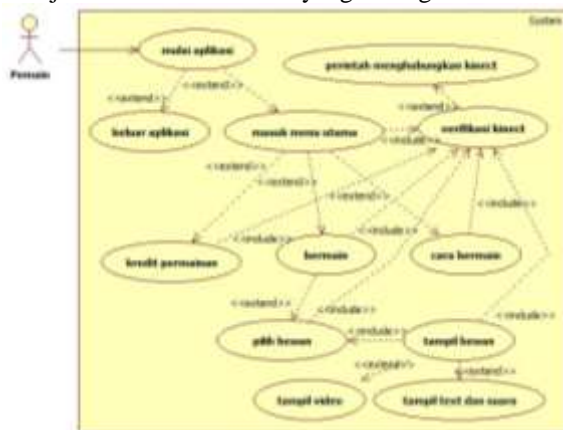 System
mulai aplikasi
Pemain
perintah menghubungkan kinect
<<extend>>
<<extend>>
<<extend>>
keluar aplikasi
masuk menu utama
verifikasi kinect
<<include>>
<<extend>>
<<extend>>
<<extend>>
<<include>>
<<include>>
<<include>>
kredit permainan
bermain
cara bermain
<<extend>>
<<include>>
<<include>>
pilih hewan
<<include>>
tampil hewan
<<extend>>
<<extend>>
tampil video
tampil text dan suara